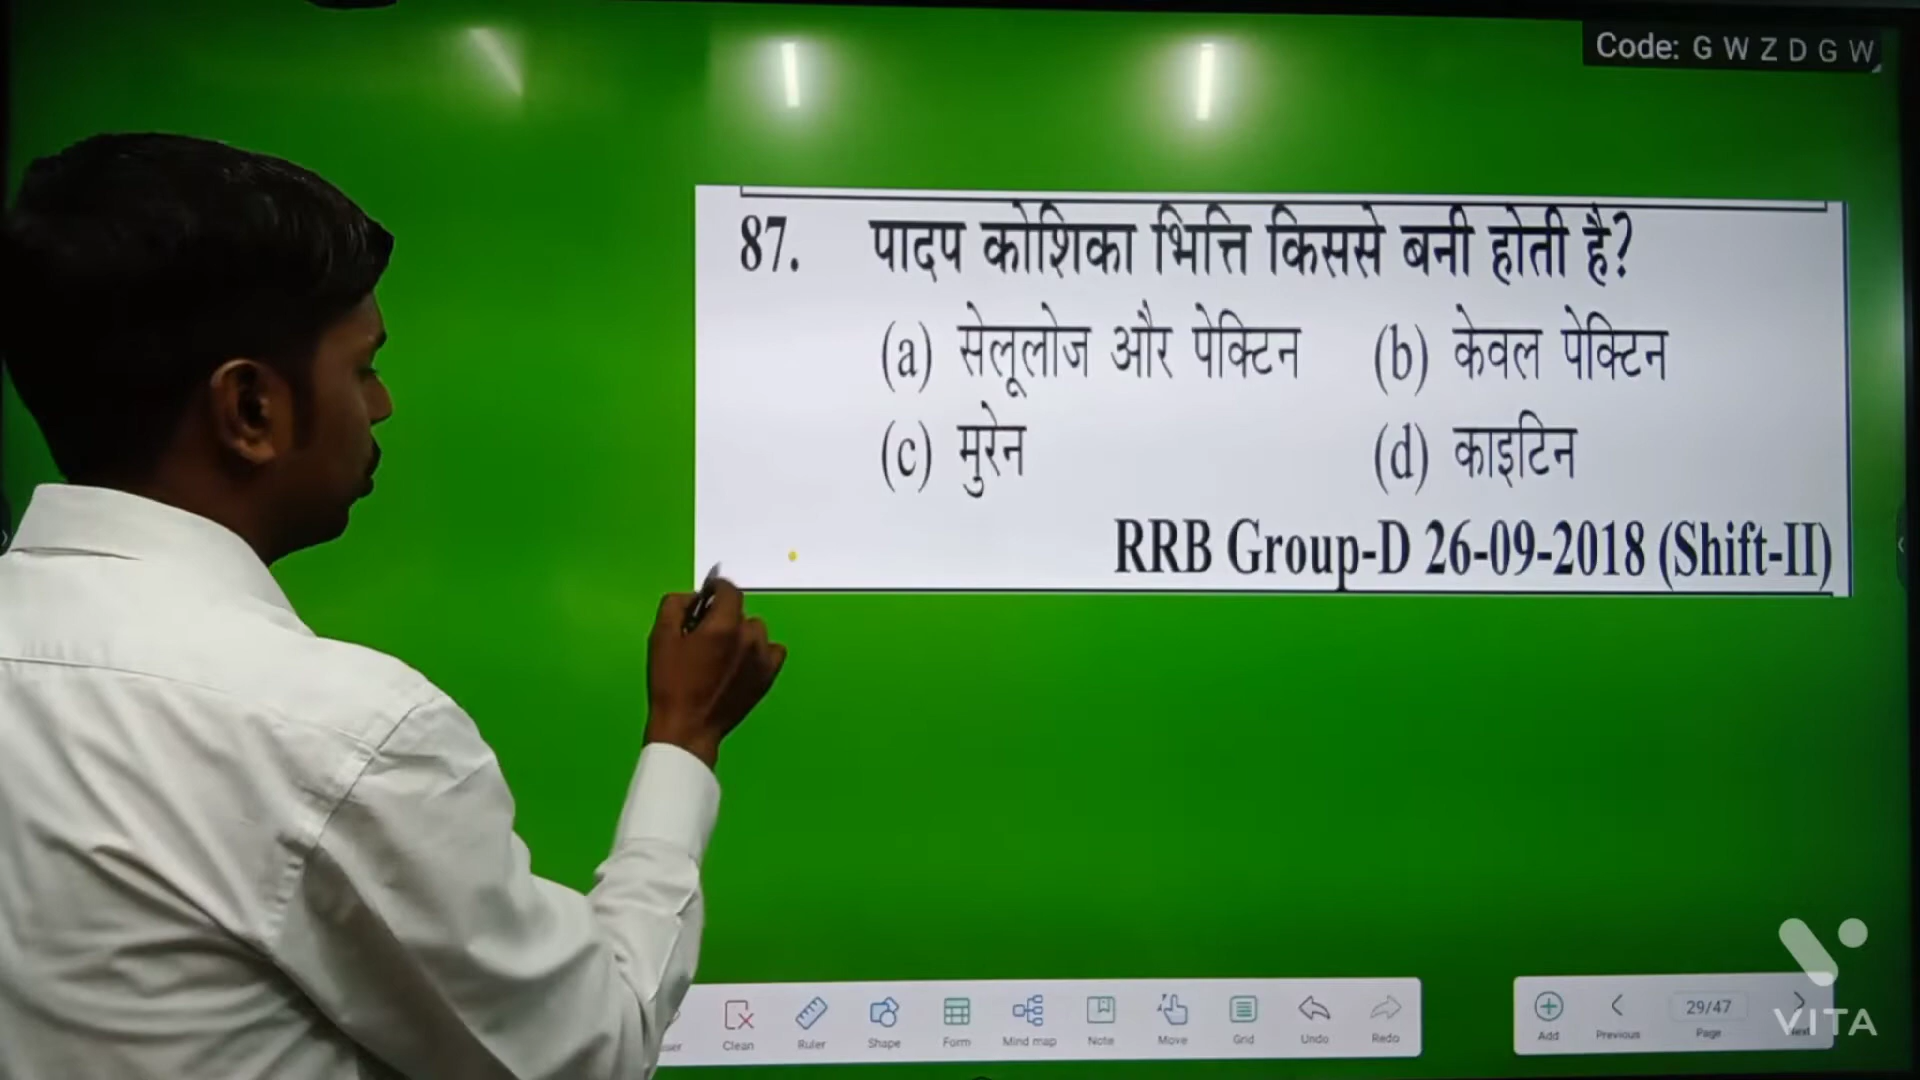 Code: G W Z D G W
87. पादप कोशिका भित्ति किससे बनी होती है?
(a) सेलूलोज और पेक्टिन (b) केवल पेक्टिन
(c) मुरेन (d) काइटिन
RRB Group-D 26-09-2018 (Shift-II)
Clean Ruler Shape Form Mind map Note Move Grid Undo Redo
Add Previous 29/47 Page Next
VITA